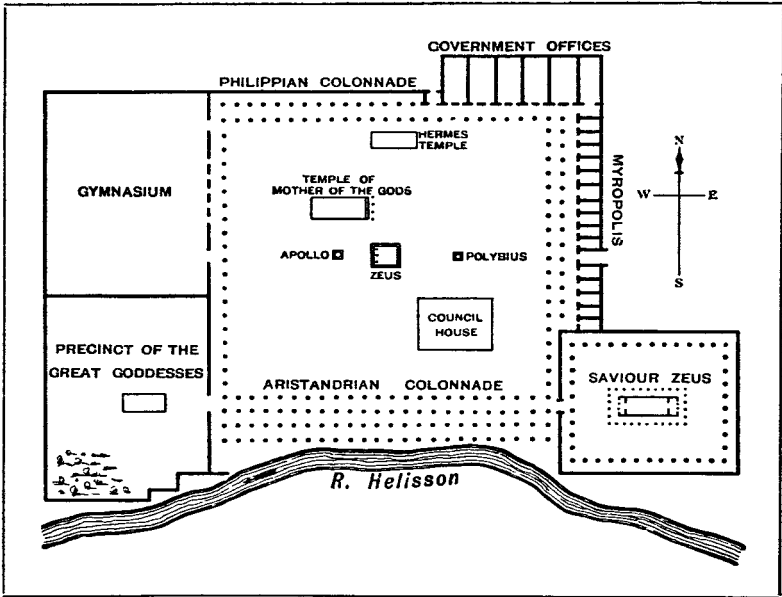 GOVERNMENT OFFICES
PHILIPPIAN COLONNADE
HERMES
TEMPLE
N
W E
S
MYROPOLIS
GYMNASIUM
TEMPLE OF
MOTHER OF THE GODS
APOLLO
ZEUS
POLYBIUS
COUNCIL
HOUSE
PRECINCT OF THE
GREAT GODDESSES
ARISTANDRIAN COLONNADE
SAVIOUR ZEUS
R. Helisson